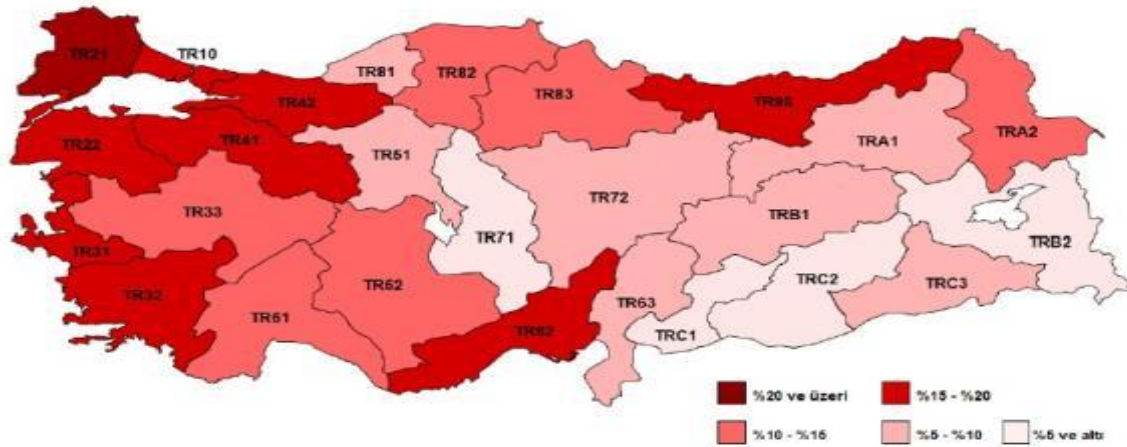 TR21
TR10
TR81
TR82
TR42
TR83
TR90
TR22
TR41
TRA1
TRA2
TR51
TR33
TR72
TRB1
TR71
TRB2
TR31
TR32
TR52
TRC2
TRC3
TR61
TR62
TR63
TRC1
%20 ve üzeri
%15 - %20
%10 - %15
%5 - %10
%5 ve altı